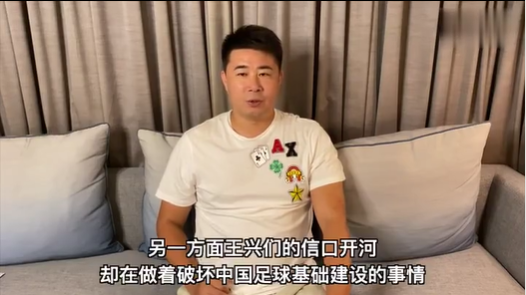 AX
另一方面王兴们的信口开河
却在做着破坏中国足球基础建设的事情